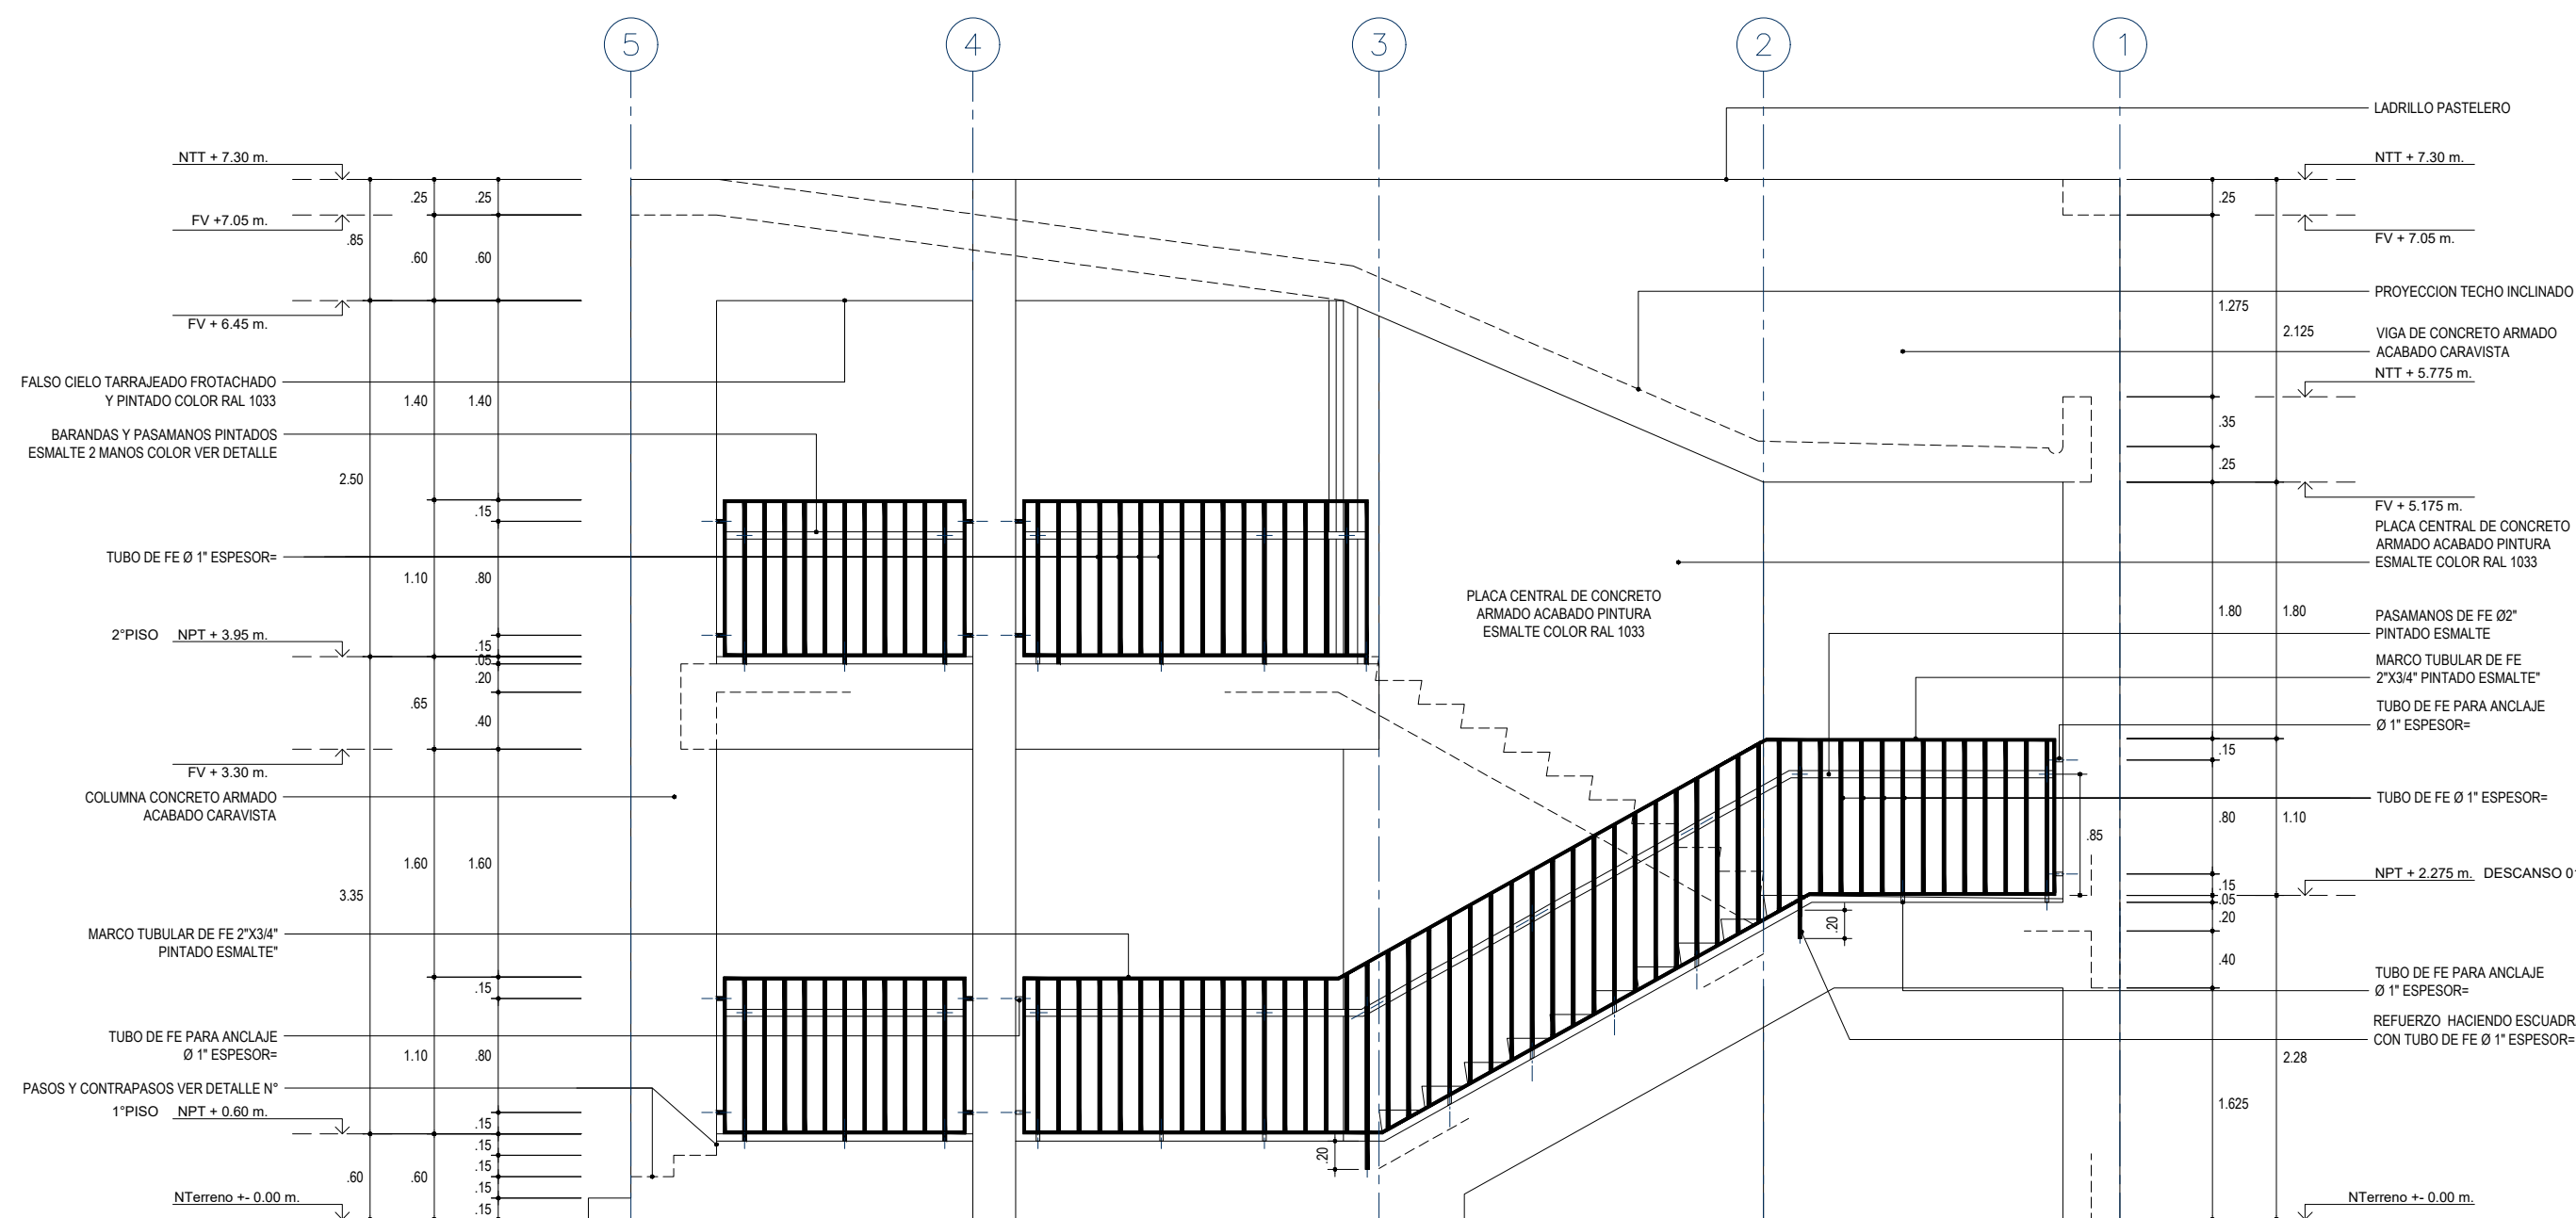 5
4
3
2
1
LADRILLO PASTELERO
NTT + 7.30 m.
NTT + 7.30 m.
.25
.25
.25
FV +7.05 m.
FV + 7.05 m.
.85
.60
.60
PROYECCION TECHO INCLINADO
1.275
FV + 6.45 m.
2.125
VIGA DE CONCRETO ARMADO
ACABADO CARAVISTA
NTT + 5.775 m.
FALSO CIELO TARRAJEADO FROTACHADO
Y PINTADO COLOR RAL 1033
1.40
1.40
.35
BARANDAS Y PASAMANOS PINTADOS
ESMALTE 2 MANOS COLOR VER DETALLE
.25
2.50
.15
FV + 5.175 m.
PLACA CENTRAL DE CONCRETO
ARMADO ACABADO PINTURA
ESMALTE COLOR RAL 1033
TUBO DE FE Ø 1" ESPESOR=
1.10
.80
PLACA CENTRAL DE CONCRETO
ARMADO ACABADO PINTURA
ESMALTE COLOR RAL 1033
1.80
1.80
PASAMANOS DE FE Ø2"
PINTADO ESMALTE
2°PISO NPT + 3.95 m.
.15
.05
.20
MARCO TUBULAR DE FE
2"X3/4" PINTADO ESMALTE"
.65
.40
TUBO DE FE PARA ANCLAJE
Ø 1" ESPESOR=
.15
FV + 3.30 m.
COLUMNA CONCRETO ARMADO
ACABADO CARAVISTA
TUBO DE FE Ø 1" ESPESOR=
.80
1.10
.85
1.60
1.60
3.35
NPT + 2.275 m. DESCANSO 01
.15
.05
.20
.20
MARCO TUBULAR DE FE 2"X3/4"
PINTADO ESMALTE"
.40
.15
TUBO DE FE PARA ANCLAJE
Ø 1" ESPESOR=
REFUERZO HACIENDO ESCUADRA
CON TUBO DE FE Ø 1" ESPESOR=
TUBO DE FE PARA ANCLAJE
Ø 1" ESPESOR=
1.10
.80
2.28
PASOS Y CONTRAPASOS VER DETALLE N°
1°PISO NPT + 0.60 m.
1.625
.15
.15
.15
.15
.15
.20
.60
.60
NTerreno +- 0.00 m.
NTerreno +- 0.00 m.